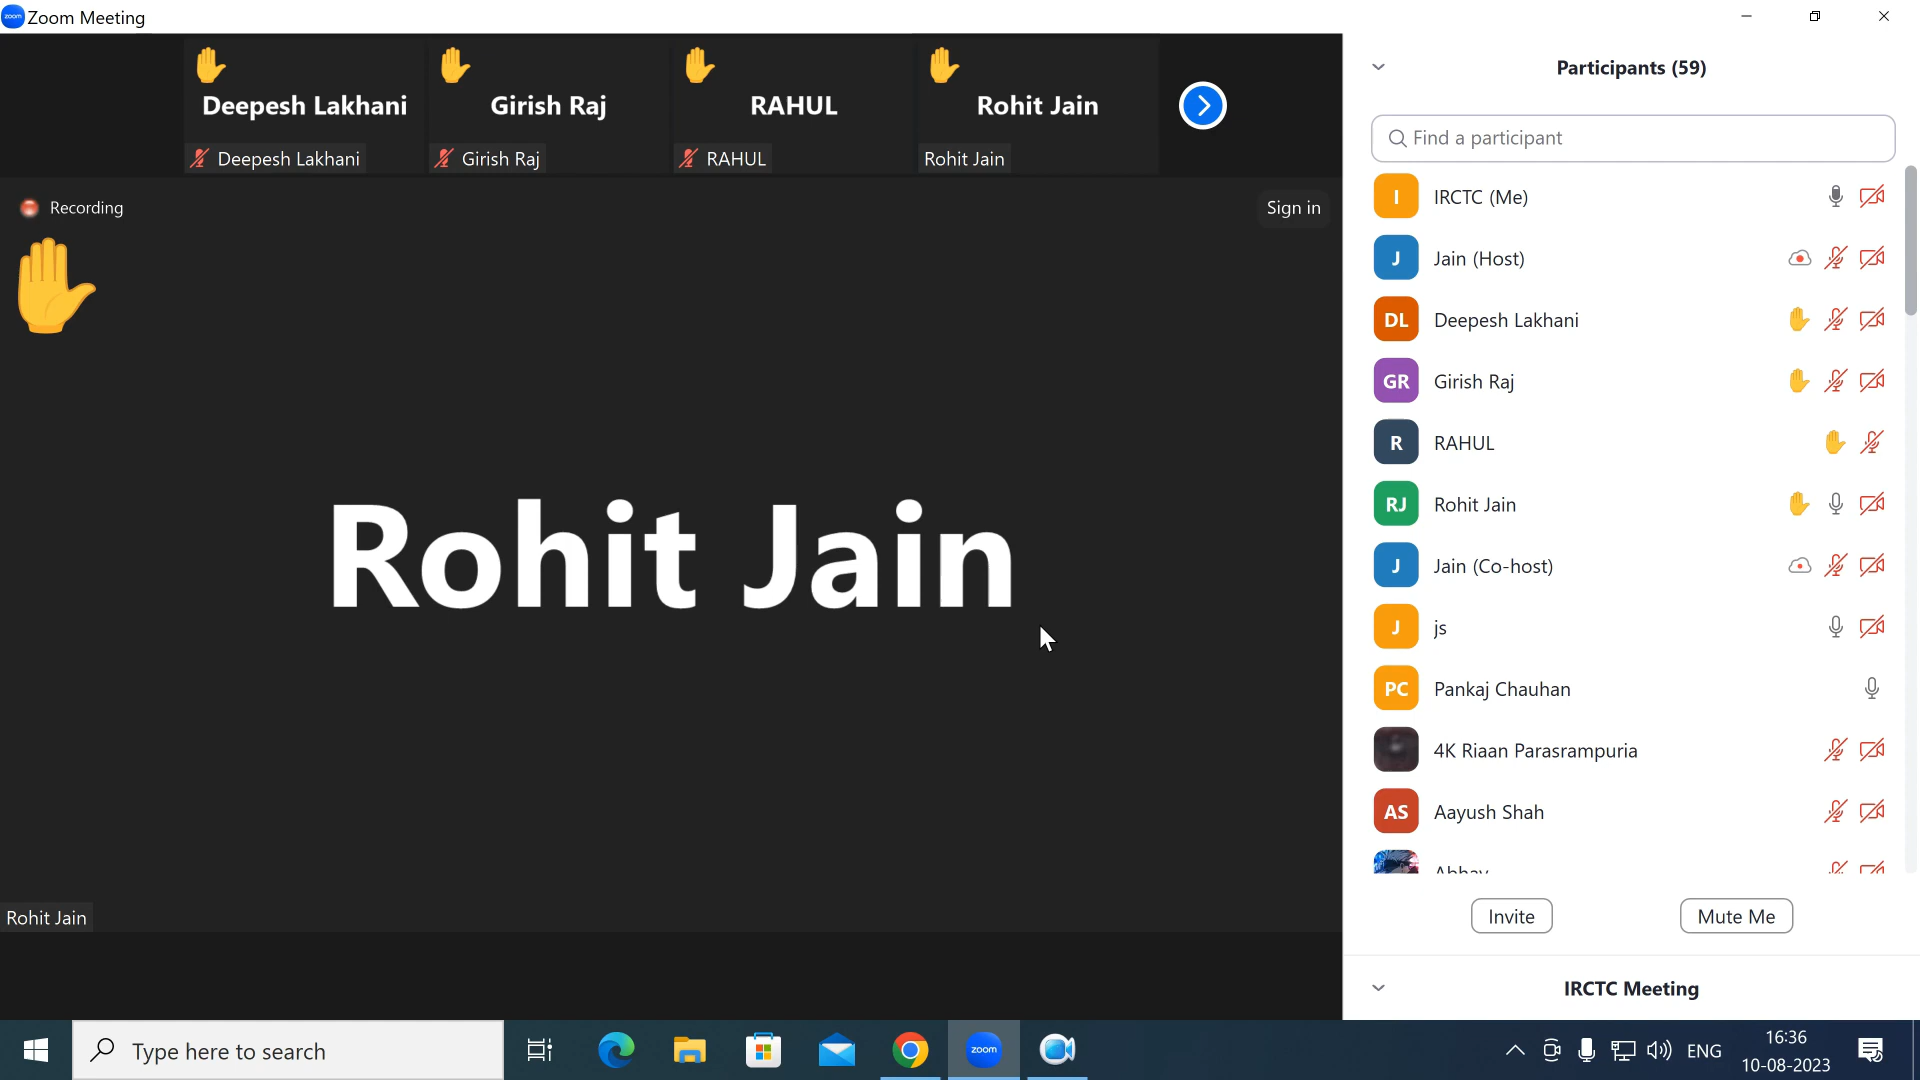 zoom Zoom Meeting
Deepesh Lakhani
Girish Raj
RAHUL
Rohit Jain
Deepesh Lakhani
Girish Raj
RAHUL
Rohit Jain
Recording
Sign in
Rohit Jain
Rohit Jain
Participants (59)
Find a participant
I IRCTC (Me)
J Jain (Host)
DL Deepesh Lakhani
GR Girish Raj
R RAHUL
RJ Rohit Jain
J Jain (Co-host)
J js
PC Pankaj Chauhan
4K Riaan Parasrampuria
AS Aayush Shah
Abhay
Invite
Mute Me
IRCTC Meeting
Type here to search
zoom
ENG
16:36
10-08-2023